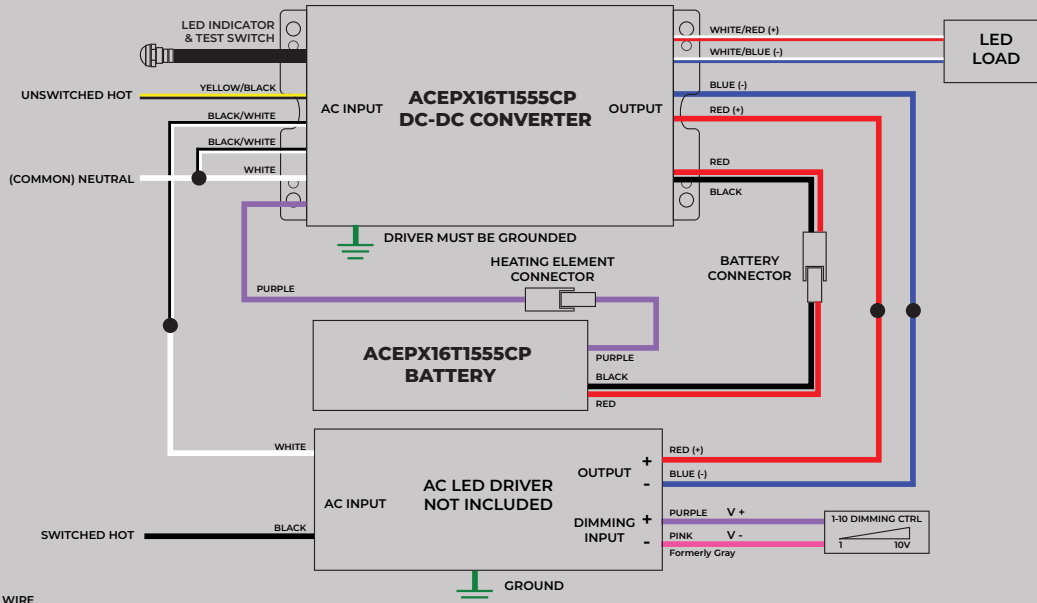 LED INDICATOR
& TEST SWITCH
WHITE/RED (+)
WHITE/BLUE (-)
LED
LOAD
UNSWITCHED HOT
YELLOW/BLACK
AC INPUT
ACEPX16T1555CP
DC-DC CONVERTER
OUTPUT
BLUE (-)
RED (+)
BLACK/WHITE
BLACK/WHITE
(COMMON) NEUTRAL
WHITE
RED
BLACK
DRIVER MUST BE GROUNDED
HEATING ELEMENT
CONNECTOR
BATTERY
CONNECTOR
PURPLE
ACEPX16T1555CP
BATTERY
PURPLE
BLACK
RED
WHITE
AC INPUT
AC LED DRIVER
NOT INCLUDED
OUTPUT
+
-
RED (+)
BLUE (-)
SWITCHED HOT
BLACK
DIMMING
INPUT
+
-
PURPLE V +
PINK V -
Formerly Gray
1-10 DIMMING CTRL
1 10V
GROUND
WIRE